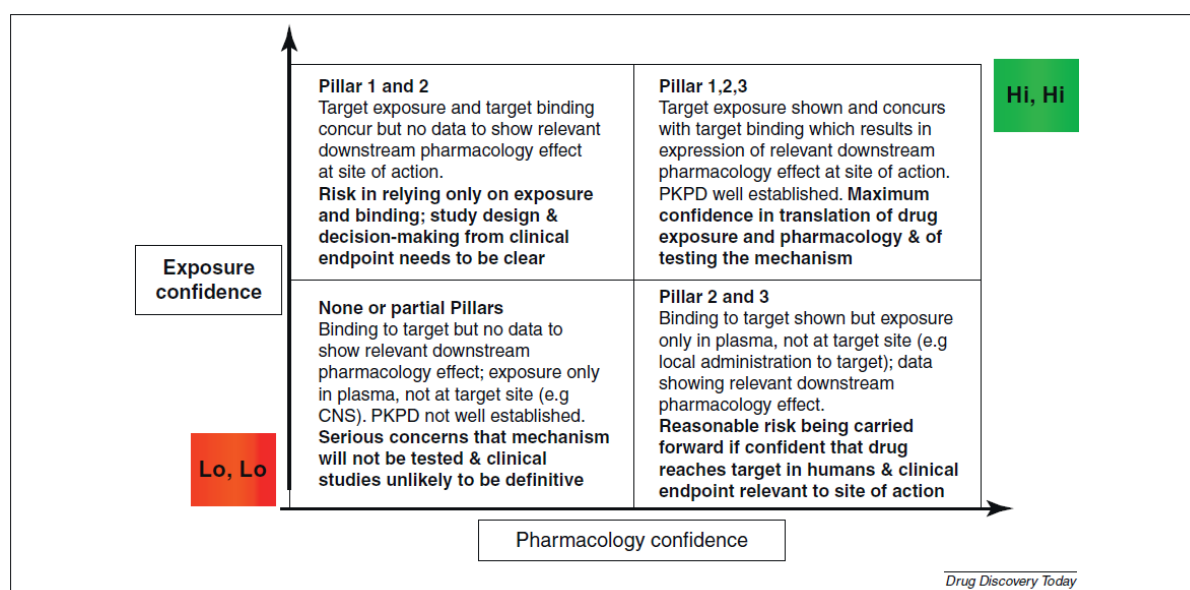 Pillar 1 and 2
Target exposure and target binding
concur but no data to show relevant
downstream pharmacology effect
at site of action.
Risk in relying only on exposure
and binding; study design &
decision-making from clinical
endpoint needs to be clear
Pillar 1,2,3
Target exposure shown and concurs
with target binding which results in
expression of relevant downstream
pharmacology effect at site of action.
PKPD well established. Maximum
confidence in translation of drug
exposure and pharmacology & of
testing the mechanism
Hi, Hi
Exposure
confidence
None or partial Pillars
Binding to target but no data to
show relevant downstream
pharmacology effect; exposure only
in plasma, not at target site (e.g
CNS). PKPD not well established.
Serious concerns that mechanism
will not be tested & clinical
studies unlikely to be definitive
Pillar 2 and 3
Binding to target shown but exposure
only in plasma, not at target site (e.g
local administration to target); data
showing relevant downstream
pharmacology effect.
Reasonable risk being carried
forward if confident that drug
reaches target in humans & clinical
endpoint relevant to site of action
Lo, Lo
Pharmacology confidence
Drug Discovery Today